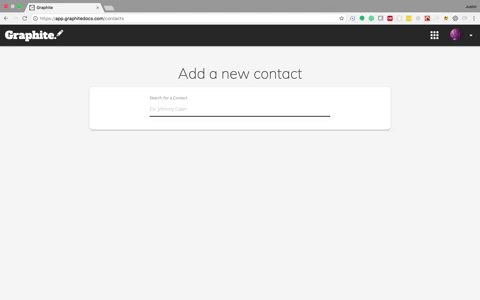 Graphite
Justin
https://app.graphitedocs.com/contacts
Graphite.
Add a new contact
Search for a Contact
Ex: Johnny Cash